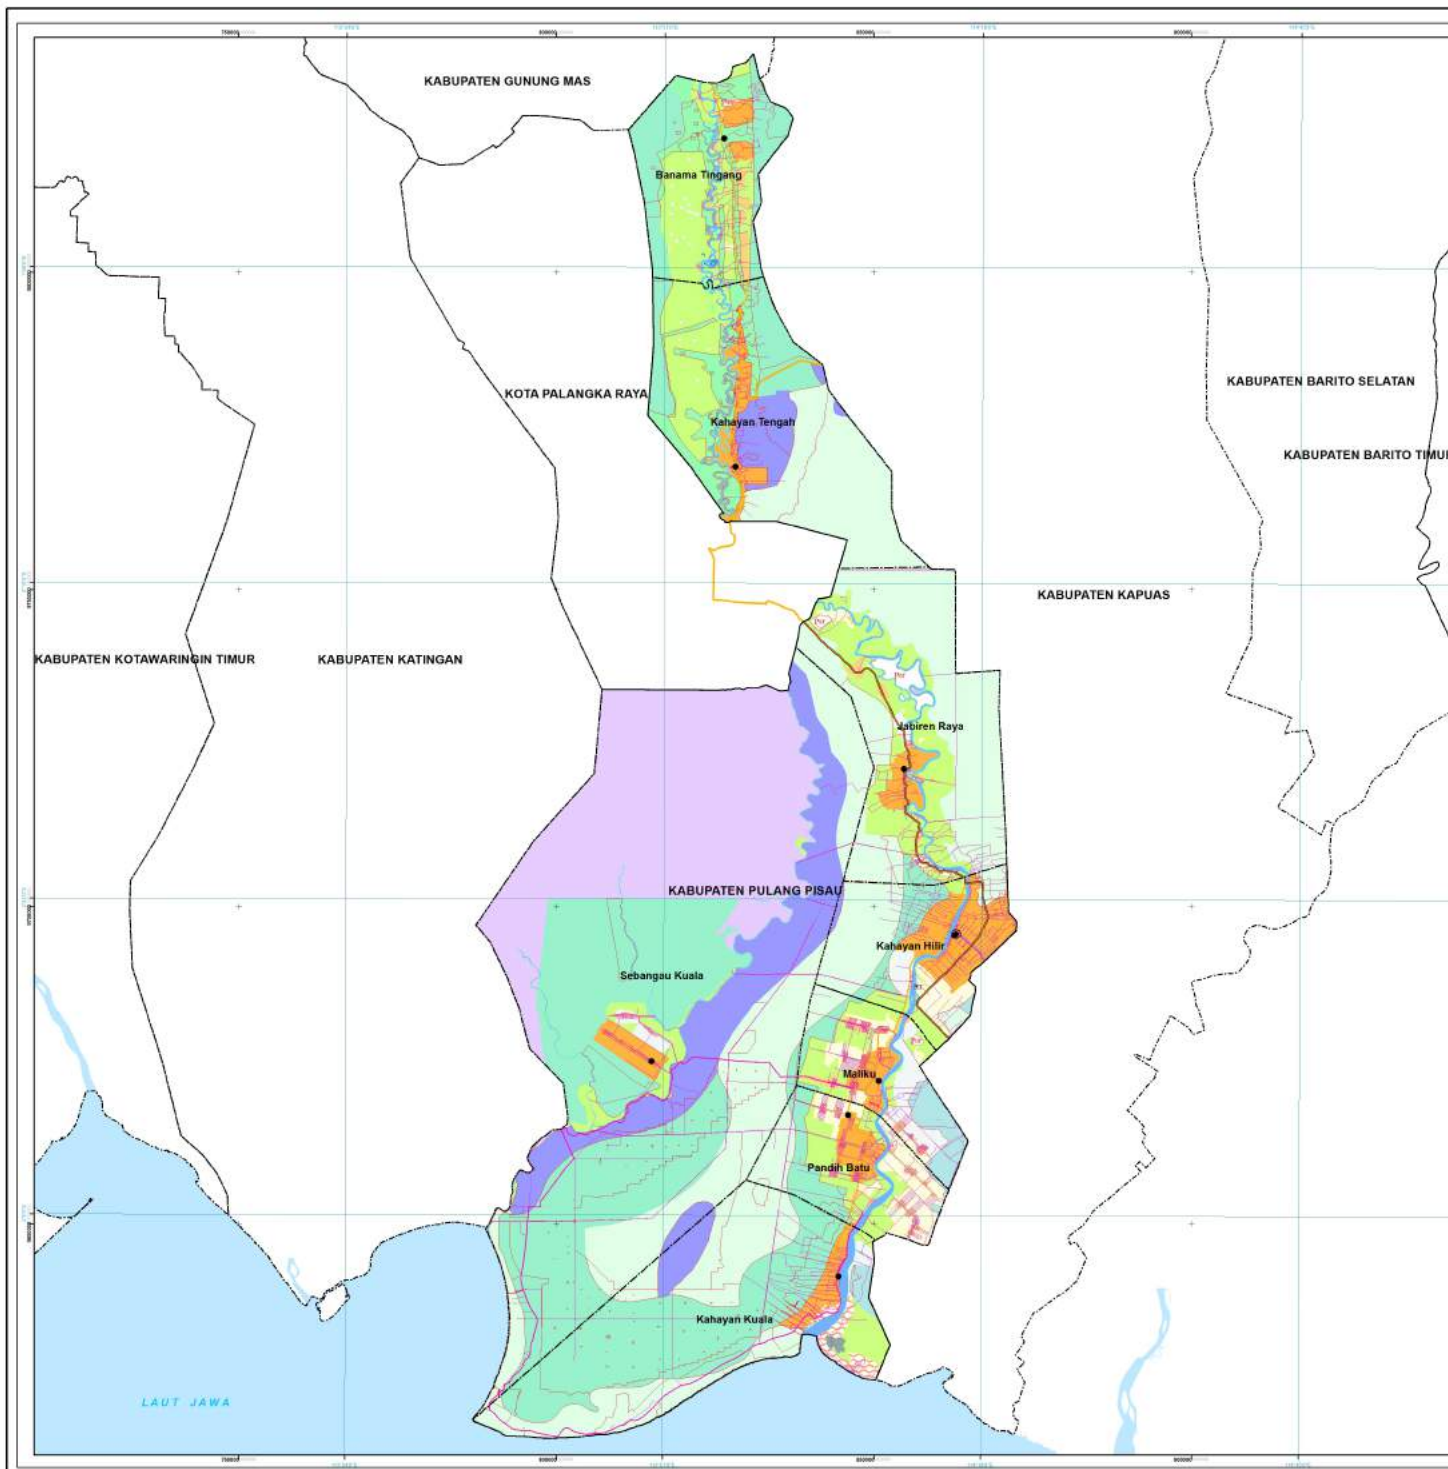 KABUPATEN GUNUNG MAS
Banama Tingang
KABUPATEN BARITO SELATAN
KOTA PALANGKA RAYA
Kahayan Tengah
KABUPATEN BARITO TIMUR
KABUPATEN KAPUAS
KABUPATEN KOTAWARINGIN TIMUR
KABUPATEN KATINGAN
Jabiren Raya
KABUPATEN PULANG PISAU
Kahayan Hilir
Sebangau Kuala
Maliku
Pandih Batu
Kahayan Kuala
LAUT JAWA